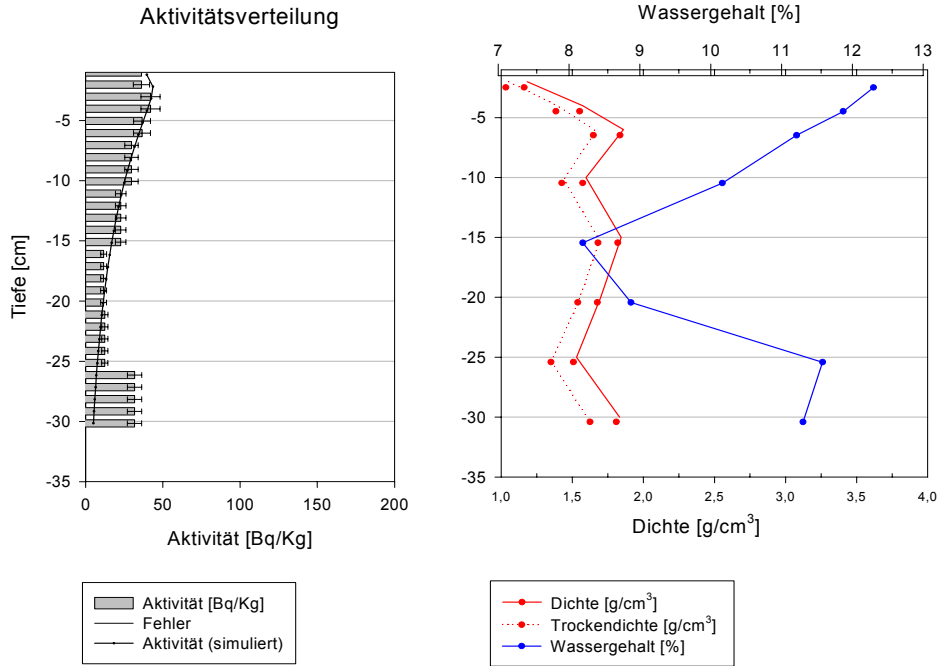 Aktivitätsverteilung
Tiefe [cm]
-5
-10
-15
-20
-25
-30
-35
0 50 100 150 200
Aktivität [Bq/Kg]
Aktivität [Bq/Kg]
Fehler
Aktivität (simuliert)
Wassergehalt [%]
7 8 9 10 11 12 13
-5
-10
-15
-20
-25
-30
-35
1,0 1,5 2,0 2,5 3,0 3,5 4,0
Dichte [g/cm³]
Dichte [g/cm³]
Trockendichte [g/cm³]
Wassergehalt [%]